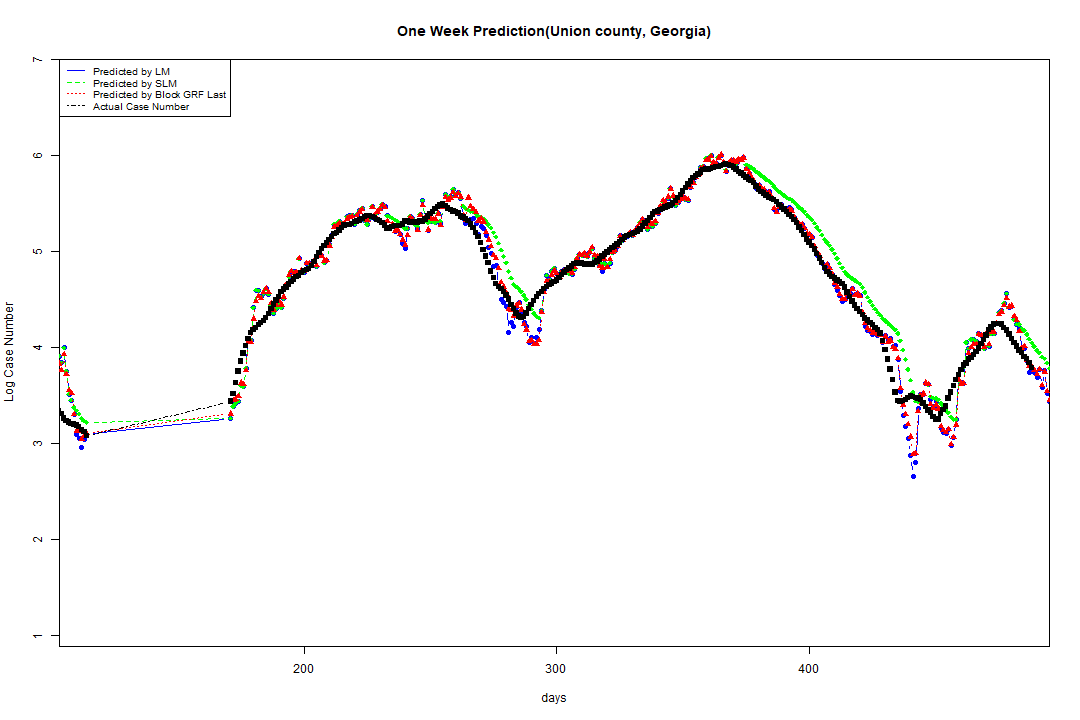 One Week Prediction(Union county, Georgia)
Predicted by LM
Predicted by SLM
Predicted by Block GRF Last
Actual Case Number
7
6
5
4
3
2
1
Log Case Number
200
300
400
days